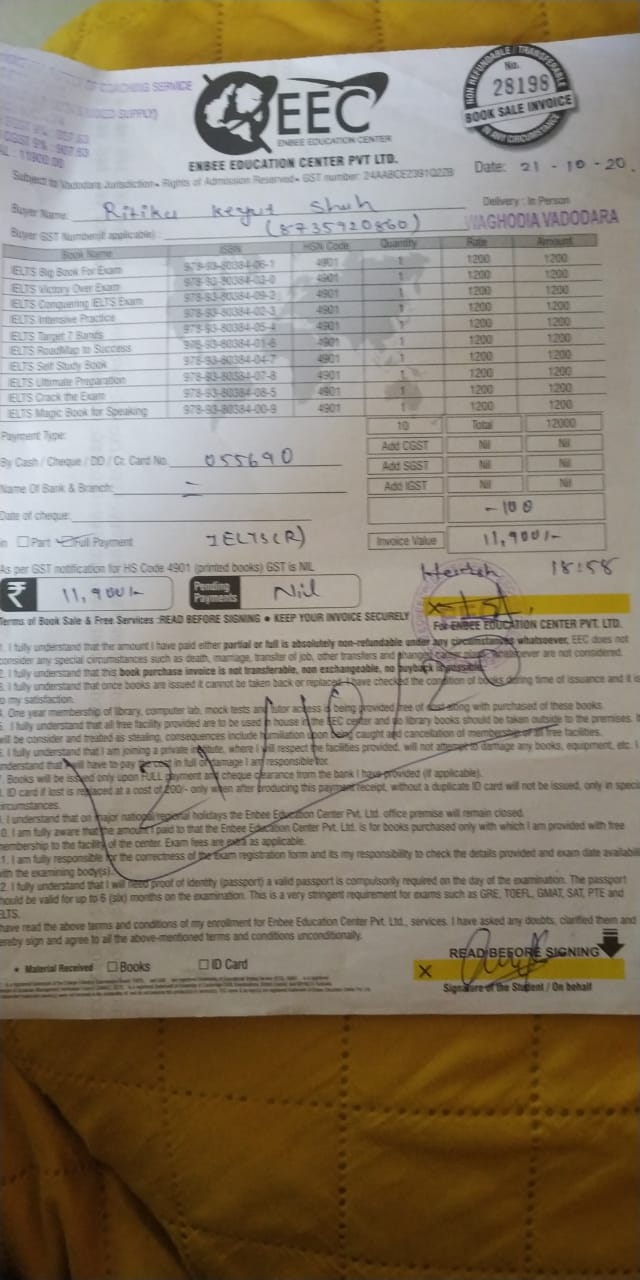 COACHING SERVICE
SUPPLY)
CGST 9% : 907.63
: 11900.00
NON REFUNDABLE / TRANSFERABLE
No.
28198
BOOK SALE INVOICE
IN ANY CIRCUMSTANCE
EEC
ENBEE EDUCATION CENTER
ENBEE EDUCATION CENTER PVT LTD.
Date: 21-10-20.
Subject to Vadodara Jurisdiction• Rights of Admission Reserved• GST number: 24AABCE2391Q2ZB
Delivery : In Person
Buyer Name: Ritiku Keyut Shah
WAGHODIA VADODARA
Buyer GST Number(if applicable) : (8735920860)
Book Name ISBN HSN Code Quantity Rate Amount
IELTS Big Book For Exam 978-93-80384-06-1 4901 1 1200 1200
IELTS Victory Over Exam 978-93-80384-03-0 4901 1 1200 1200
IELTS Conquering IELTS Exam 978-93-80384-09-2 4901 1 1200 1200
IELTS Intensive Practice 978-93-80384-02-3 4901 1 1200 1200
IELTS Target 7 Bands 978-93-80384-05-4 4901 1 1200 1200
IELTS RoadMap to Success 978-93-80384-01-6 4901 1 1200 1200
IELTS Self Study Book 978-93-80384-04-7 4901 1 1200 1200
IELTS Ultimate Preparation 978-93-80384-07-8 4901 1 1200 1200
IELTS Crack the Exam 978-93-80384-08-5 4901 1 1200 1200
IELTS Magic Book for Speaking 978-93-80384-00-9 4901 1 1200 1200
10 Total 12000
Payment Type:
Add CGST Nil Nil
By Cash / Cheque / DD / Cr. Card No. 055690
Add SGST Nil Nil
Name Of Bank & Branch:
Add IGST Nil Nil
Date of cheque:
-100
in Part Full Payment IELTS(R)
Invoice Value 11,900/-
As per GST notification for HS Code 4901 (printed books) GST is NIL
18:58
₹ 11,900/- Pending Payments Nil
Terms of Book Sale & Free Services :READ BEFORE SIGNING • KEEP YOUR INVOICE SECURELY
For ENBEE EDUCATION CENTER PVT. LTD.
1. I fully understand that the amount I have paid either partial or full is absolutely non-refundable under any circumstances whatsoever, EEC does not
consider any special circumstances such as death, marriage, transfer of job, other transfers and changes whatsoever are not considered.
2. I fully understand that this book purchase invoice is not transferable, non exchangeable, no buyback is possible.
3. I fully understand that once books are issued it cannot be taken back or replaced, I have checked the condition of books during time of issuance and it is
to my satisfaction.
4. One year membership of library, computer lab, mock tests and tutor access is being provided free of cost along with purchased of these books.
5. I fully understand that all free facility provided are to be used in house in the EEC center and no library books should be taken outside to the premises. It
will be consider and treated as stealing, consequences include humiliation being caught and cancellation of membership of all free facilities.
6. I fully understand that I am joining a private institute, where I will respect the facilities provided, will not attempt to damage any books, equipment, etc. I
understand that I will have to pay in full or damage I am responsible for.
7. Books will be issued only upon FULL payment and cheque clearance from the bank I have provided (if applicable).
8. ID card if lost is replaced at a cost of 200/- only when after producing this payment receipt, without a duplicate ID card will not be issued, only in special
circumstances.
9. I understand that on major national/regional holidays the Enbee Education Center Pvt. Ltd. office premise will remain closed.
10. I am fully aware that the amount I paid to that the Enbee Education Center Pvt. Ltd. is for books purchased only with which I am provided with free
membership to the facility of the center. Exam fees are extra as applicable.
11. I am fully responsible for the correctness of the exam registration form and its my responsibility to check the details provided and exam date availabili
with the examining body(s).
12. I fully understand that I will need proof of identity (passport) a valid passport is compulsorily required on the day of the examination. The passport
should be valid for up to 6 (six) months on the examination. This is a very stringent requirement for exams such as GRE, TOEFL, GMAT, SAT, PTE and
IELTS.
have read the above terms and conditions of my enrollment for Enbee Education Center Pvt. Ltd., services. I have asked any doubts, clarified them and
hereby sign and agree to all the above-mentioned terms and conditions unconditionally.
READ BEFORE SIGNING
• Material Received Books ID Card
X
Signature of the Student / On behalf